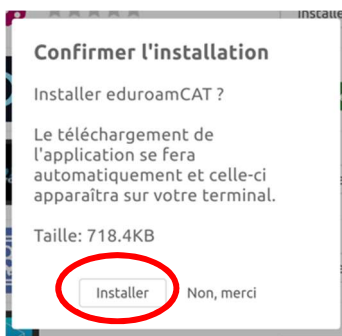 Installe
Confirmer l'installation
Installer eduroamCAT ?
Le téléchargement de
l'application se fera
automatiquement et celle-ci
apparaîtra sur votre terminal.
Taille: 718.4KB
Installer Non, merci